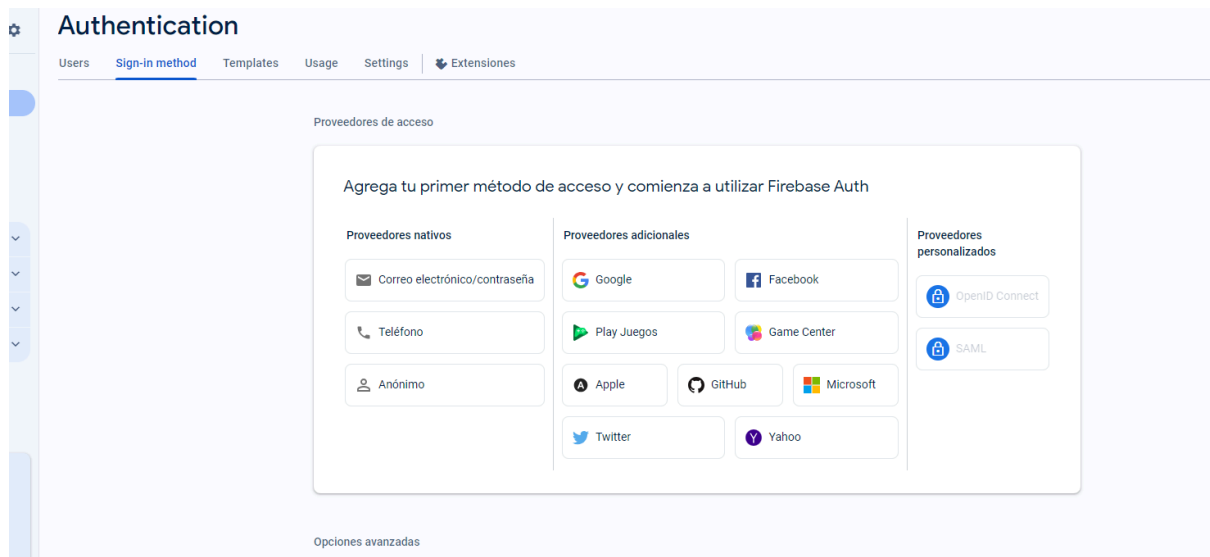 Authentication
Users Sign-in method Templates Usage Settings Extensiones
Proveedores de acceso
Agrega tu primer método de acceso y comienza a utilizar Firebase Auth
Proveedores nativos
Correo electrónico/contraseña
Teléfono
Anónimo
Proveedores adicionales
Google
Facebook
Play Juegos
Game Center
Apple
GitHub
Microsoft
Twitter
Yahoo
Proveedores
personalizados
OpenID Connect
SAML
Opciones avanzadas